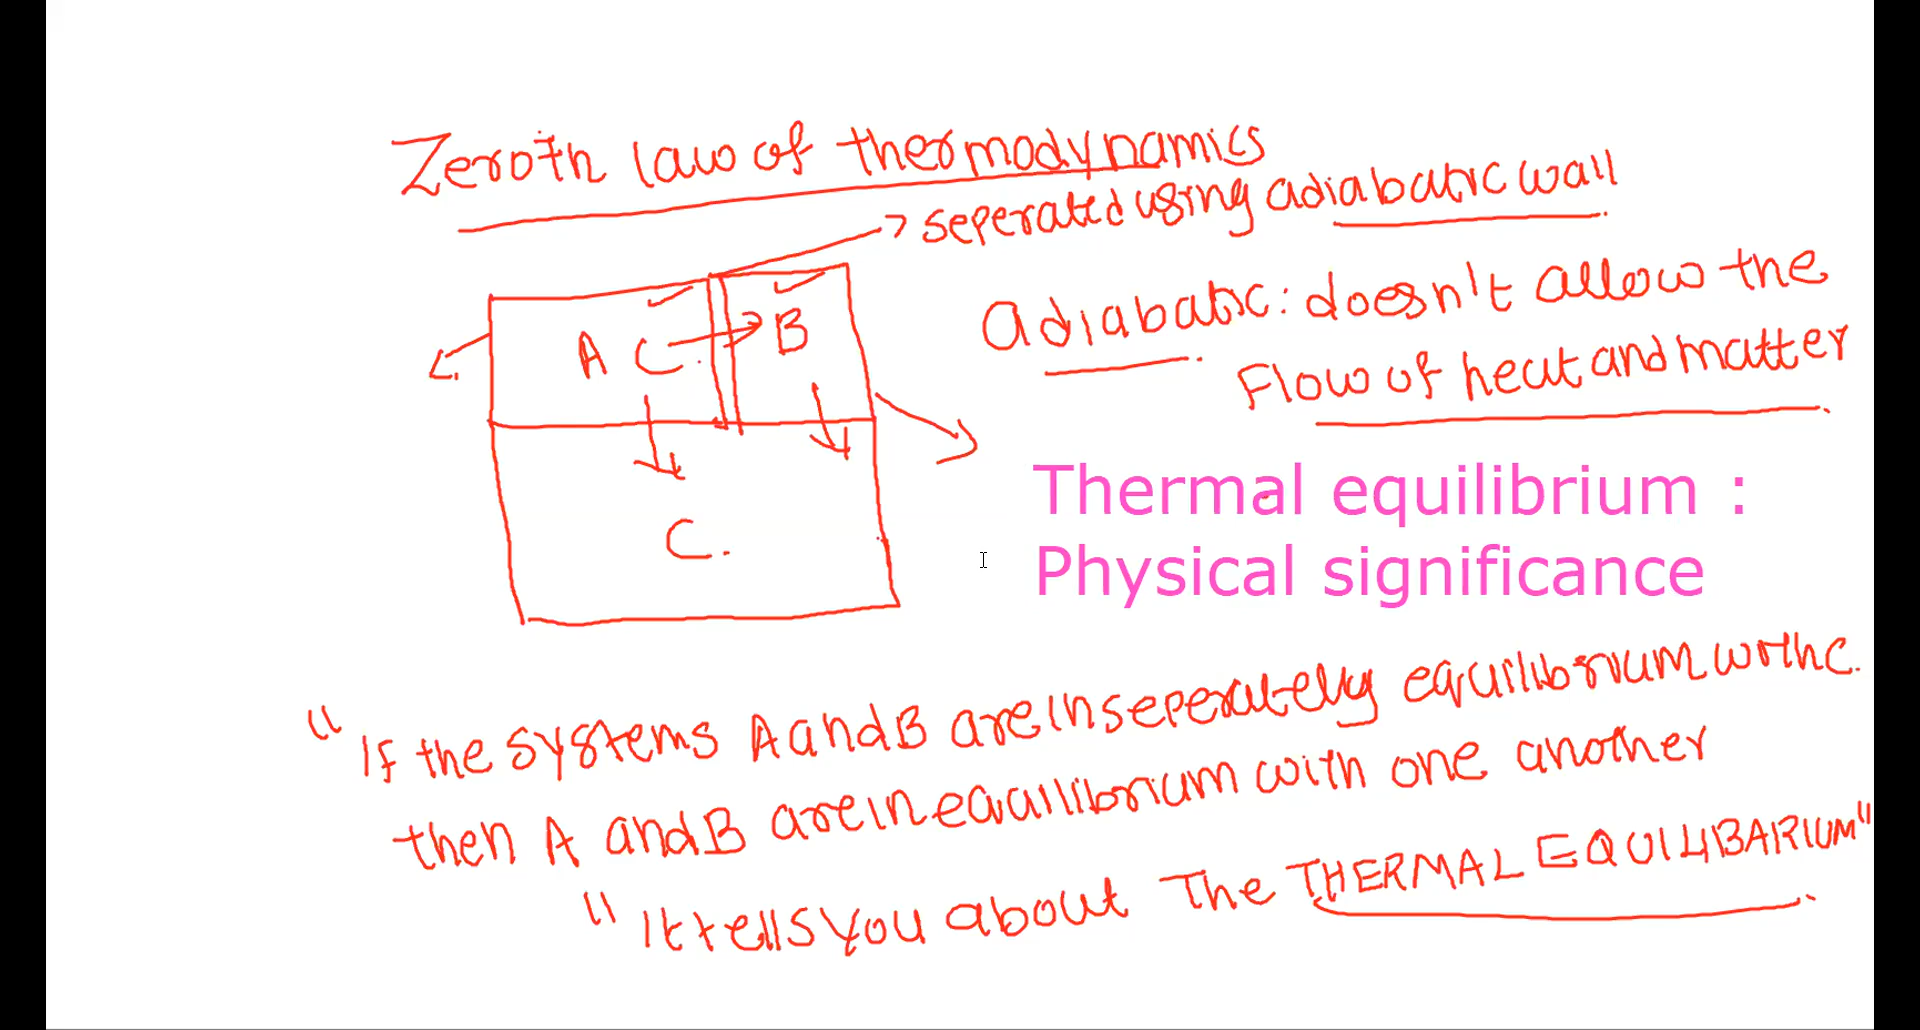 Zeroth law of thermodynamics
seperated using adiabatic wall
A C B
Adiabatic: doesn't allow the
Flow of heat and matter
C.
Thermal equilibrium :
Physical significance
"If the systems A and B are in seperately equilibrium with C.
then A and B are in equilibrium with one another
"It tells you about The THERMAL EQUILIBARIUM"